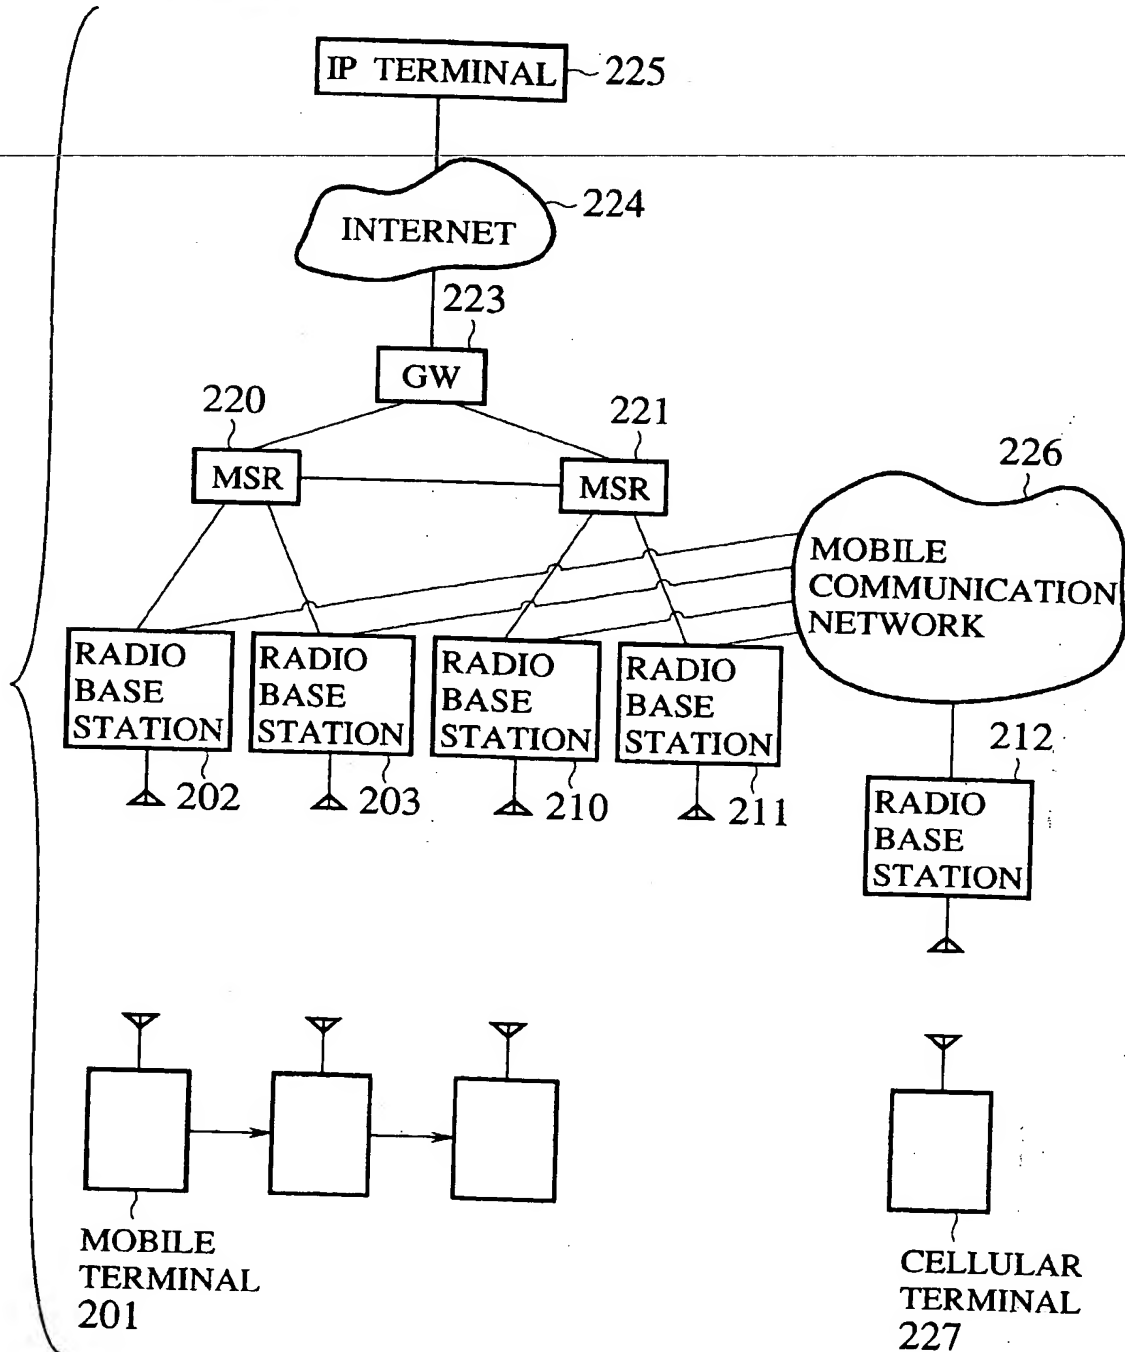 IP TERMINAL
225
INTERNET
224
223
GW
220
221
MSR
MSR
226
MOBILE
COMMUNICATION
NETWORK
RADIO
BASE
STATION
202
RADIO
BASE
STATION
203
RADIO
BASE
STATION
210
RADIO
BASE
STATION
211
212
RADIO
BASE
STATION
MOBILE
TERMINAL
201
CELLULAR
TERMINAL
227